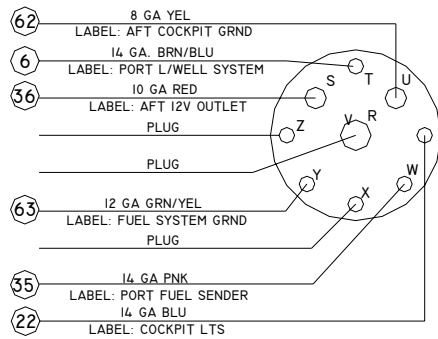 62
8 GA YEL
LABEL: AFT COCKPIT GRND
6
14 GA. BRN/BLU
LABEL: PORT L/WELL SYSTEM
36
10 GA RED
LABEL: AFT 12V OUTLET
PLUG
PLUG
63
12 GA GRN/YEL
LABEL: FUEL SYSTEM GRND
PLUG
35
14 GA PNK
LABEL: PORT FUEL SENDER
22
14 GA BLU
LABEL: COCKPIT LTS
S
T
U
Z
V
R
Y
X
W